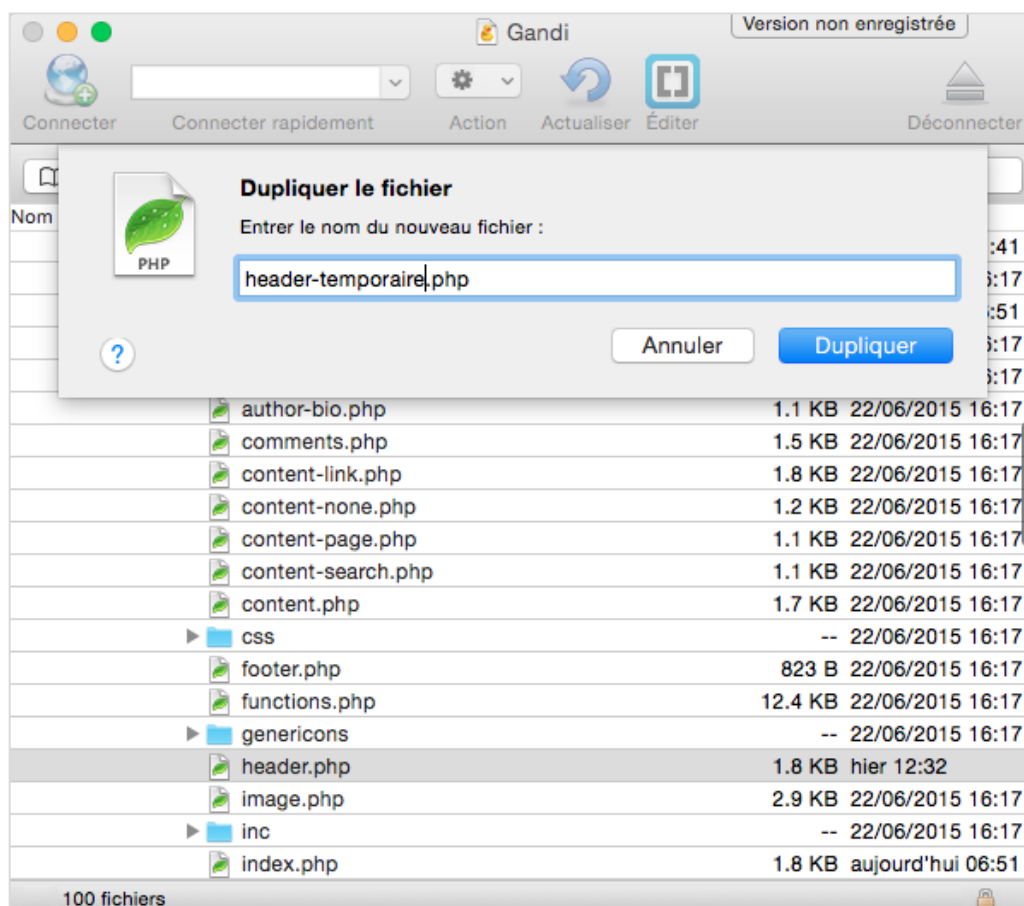 Gandi
Version non enregistrée
Connecter
Connecter rapidement
Action
Actualiser
Éditer
Déconnecter
Nom
Dupliquer le fichier
Entrer le nom du nouveau fichier :
PHP
header-temporaire.php
?
Annuler
Dupliquer
:41
:17
:51
:17
:17
author-bio.php 1.1 KB 22/06/2015 16:17
comments.php 1.5 KB 22/06/2015 16:17
content-link.php 1.8 KB 22/06/2015 16:17
content-none.php 1.2 KB 22/06/2015 16:17
content-page.php 1.1 KB 22/06/2015 16:17
content-search.php 1.1 KB 22/06/2015 16:17
content.php 1.7 KB 22/06/2015 16:17
css -- 22/06/2015 16:17
footer.php 823 B 22/06/2015 16:17
functions.php 12.4 KB 22/06/2015 16:17
genericons -- 22/06/2015 16:17
header.php 1.8 KB hier 12:32
image.php 2.9 KB 22/06/2015 16:17
inc -- 22/06/2015 16:17
index.php 1.8 KB aujourd'hui 06:51
100 fichiers